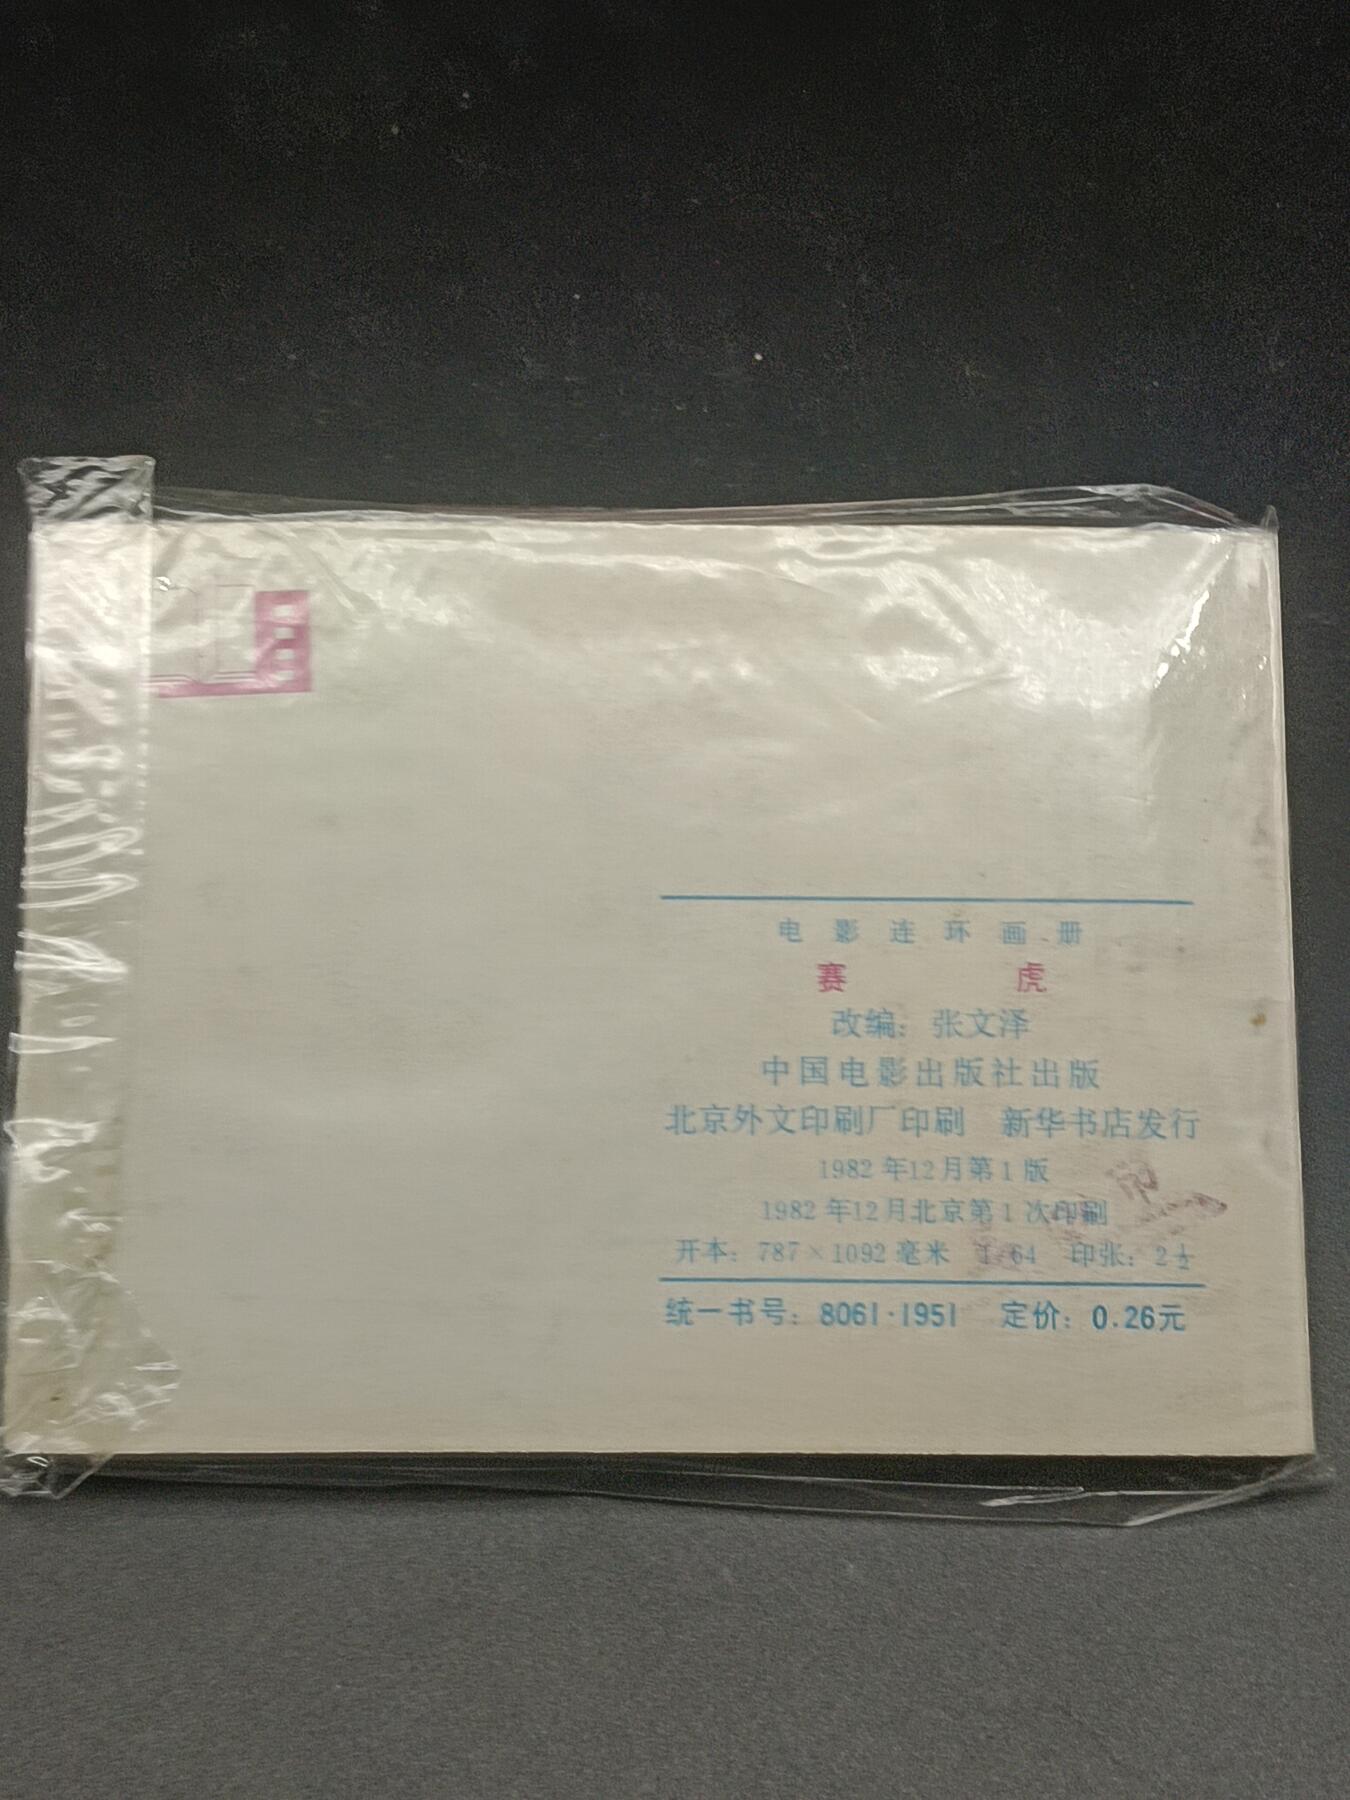 电影连环画册
赛虎
改编：张文泽
中国电影出版社出版
北京外文印刷厂印刷 新华书店发行
1982年12月第1版
1982年12月北京第1次印刷
开本：787×1092毫米 1/64 印张：2½
统一书号：8061·1951 定价：0.26元